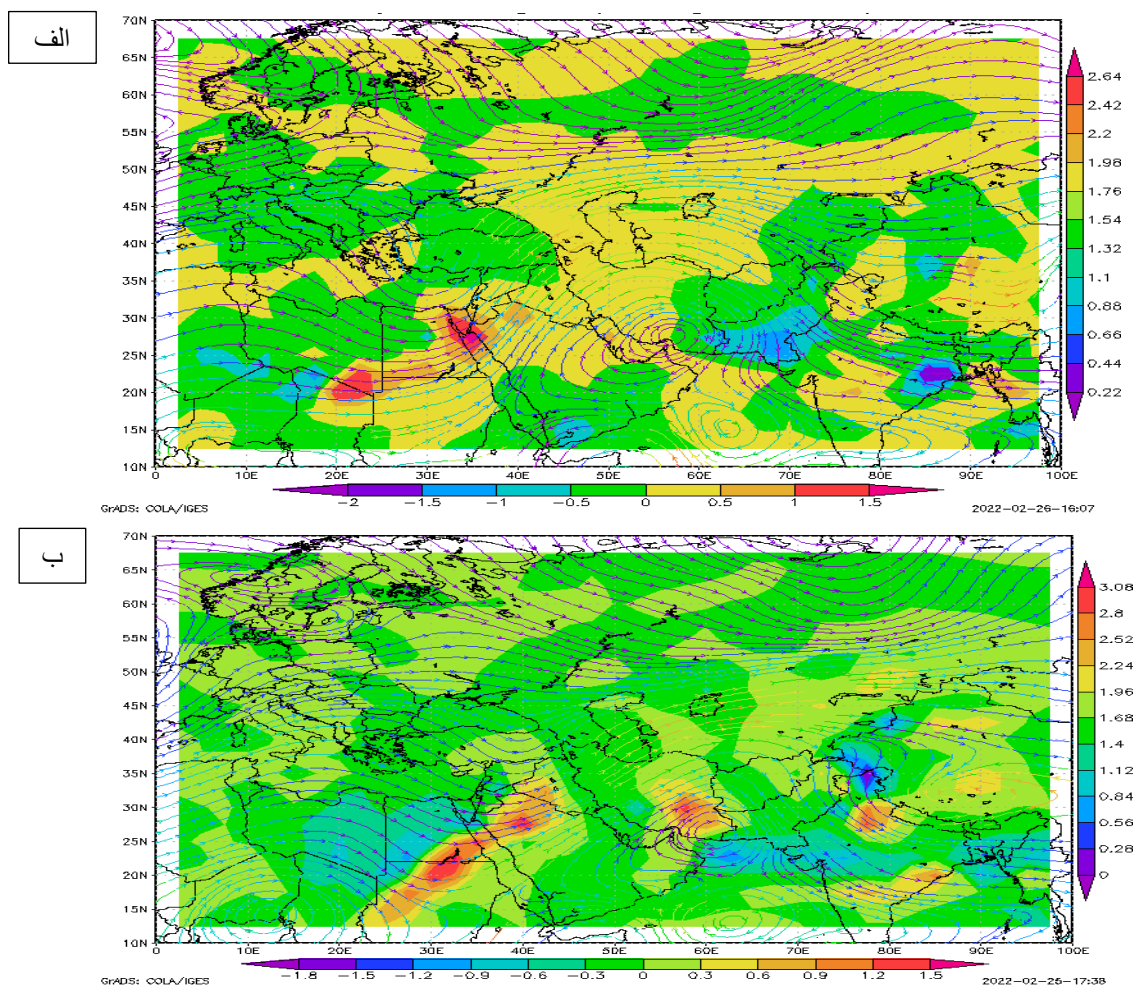 الف
70N
65N
60N
55N
50N
45N
40N
35N
30N
25N
20N
15N
10N
0 10E 20E 30E 40E 50E 60E 70E 80E 90E 100E
2.64
2.42
2.2
1.98
1.76
1.54
1.32
1.1
0.88
0.66
0.44
0.22
-2 -1.5 -1 -0.5 0 0.5 1 1.5
GrADS: COLA/IGES 2022-02-26-16:07
ب
70N
65N
60N
55N
50N
45N
40N
35N
30N
25N
20N
15N
10N
0 10E 20E 30E 40E 50E 60E 70E 80E 90E 100E
3.08
2.8
2.52
2.24
1.96
1.68
1.4
1.12
0.84
0.56
0.28
0
-1.8 -1.5 -1.2 -0.9 -0.6 -0.3 0 0.3 0.6 0.9 1.2 1.5
GrADS: COLA/IGES 2022-02-25-17:38